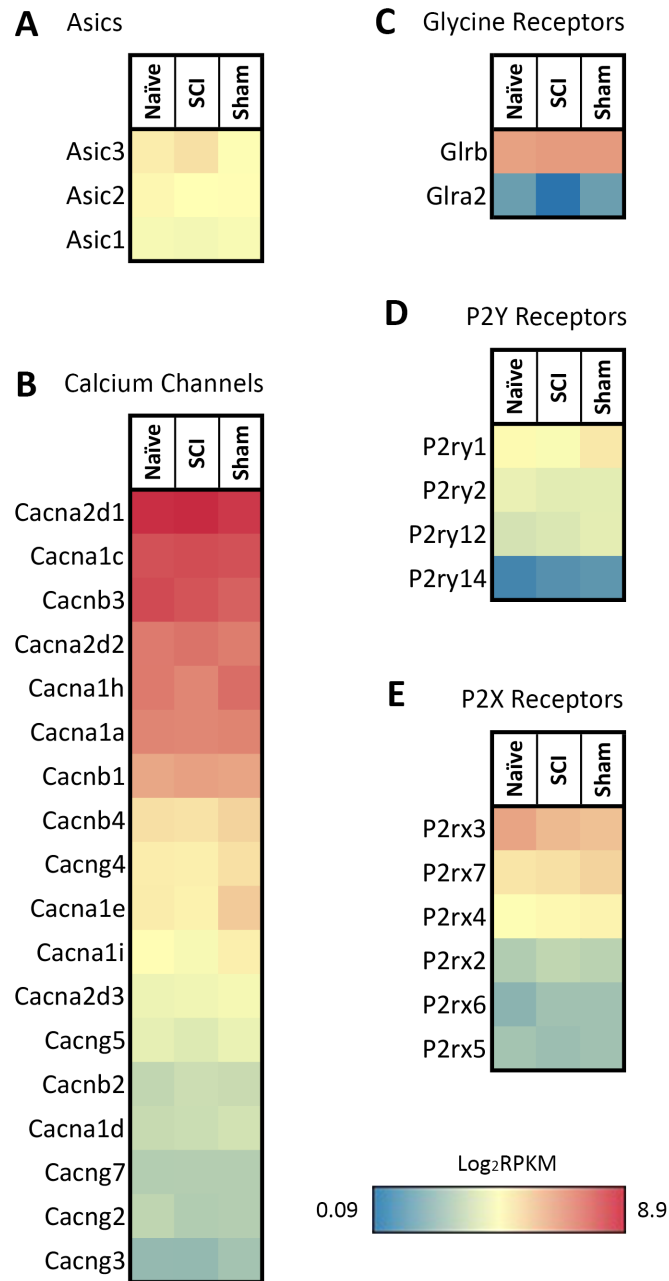 A Asics
Naïve SCI Sham
Asic3
Asic2
Asic1
B Calcium Channels
Naïve SCI Sham
Cacna2d1
Cacna1c
Cacnb3
Cacna2d2
Cacna1h
Cacna1a
Cacnb1
Cacnb4
Cacng4
Cacna1e
Cacna1i
Cacna2d3
Cacng5
Cacnb2
Cacna1d
Cacng7
Cacng2
Cacng3
C Glycine Receptors
Naïve SCI Sham
Glrb
Glra2
D P2Y Receptors
Naïve SCI Sham
P2ry1
P2ry2
P2ry12
P2ry14
E P2X Receptors
Naïve SCI Sham
P2rx3
P2rx7
P2rx4
P2rx2
P2rx6
P2rx5
Log₂RPKM
0.09 8.9